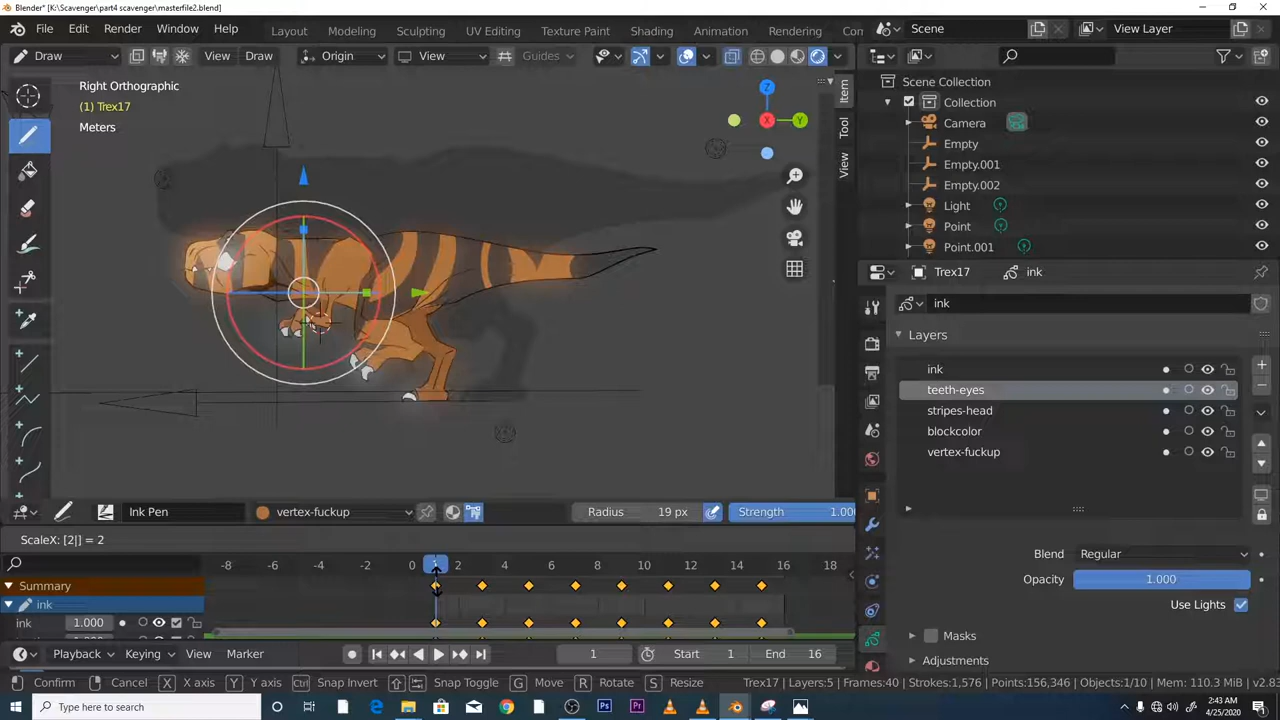 Blender* [K:\Scavenger\part4 scavenger\masterfile2.blend]
File Edit Render Window Help Layout Modeling Sculpting UV Editing Texture Paint Shading Animation Rendering Scene View Layer
Draw View Draw Origin View Guides
Right Orthographic
(1) Trex17
Meters
Z
X
Y
Item
Tool
View
Scene Collection
Collection
Camera
Empty
Empty.001
Empty.002
Light
Point
Point.001
Trex17 ink
ink
Layers
ink
teeth-eyes
stripes-head
blockcolor
vertex-fuckup
Blend Regular
Opacity 1.000
Use Lights
Masks
Adjustments
Ink Pen vertex-fuckup Radius 19 px Strength 1.00
ScaleX: [2|] = 2
-8 -6 -4 -2 0 1 2 4 6 8 10 12 14 16 18
Summary
ink
ink 1.000
Playback Keying View Marker 1 Start 1 End 16
Confirm Cancel X X axis Y Y axis Ctrl Snap Invert Snap Toggle G Move R Rotate S Resize Trex17 | Layers:5 | Frames:40 | Strokes:1,576 | Points:156,346 | Objects:1/10 | Mem: 110.3 MiB | v2.83
Type here to search
2:43 AM
4/25/2020